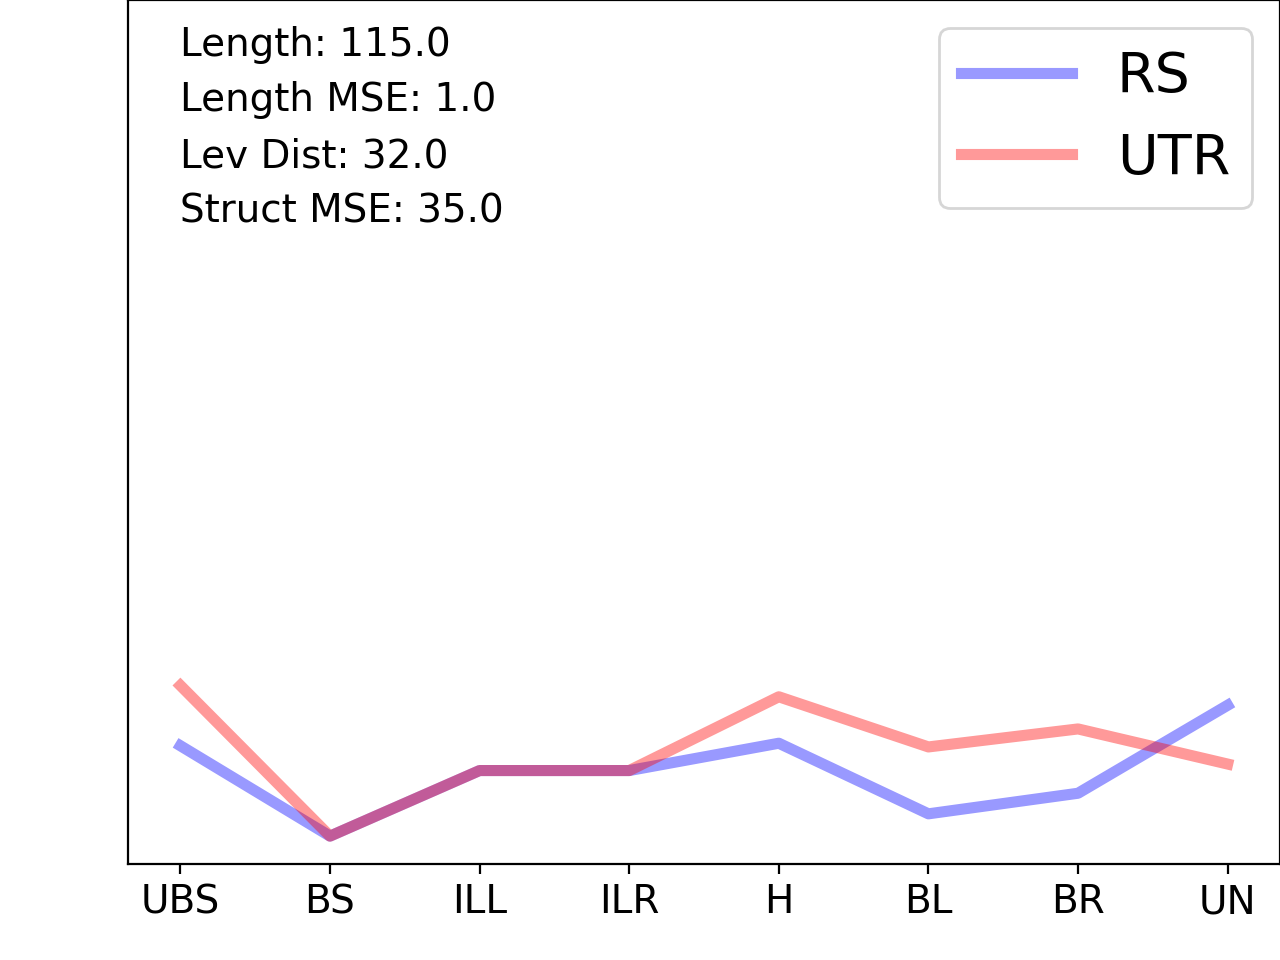 Length: 115.0
Length MSE: 1.0
Lev Dist: 32.0
Struct MSE: 35.0
RS
UTR
UBS BS ILL ILR H BL BR UN